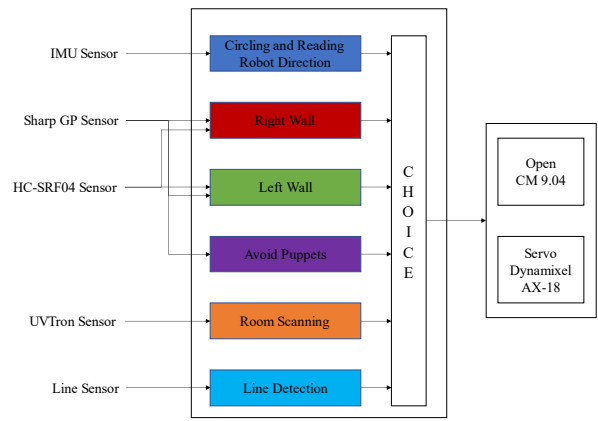 IMU Sensor
Circling and Reading
Robot Direction
Sharp GP Sensor
Right Wall
HC-SRF04 Sensor
Left Wall
Avoid Puppets
UVTron Sensor
Room Scanning
Line Sensor
Line Detection
C
H
O
I
C
E
Open
CM 9.04
Servo
Dynamixel
AX-18